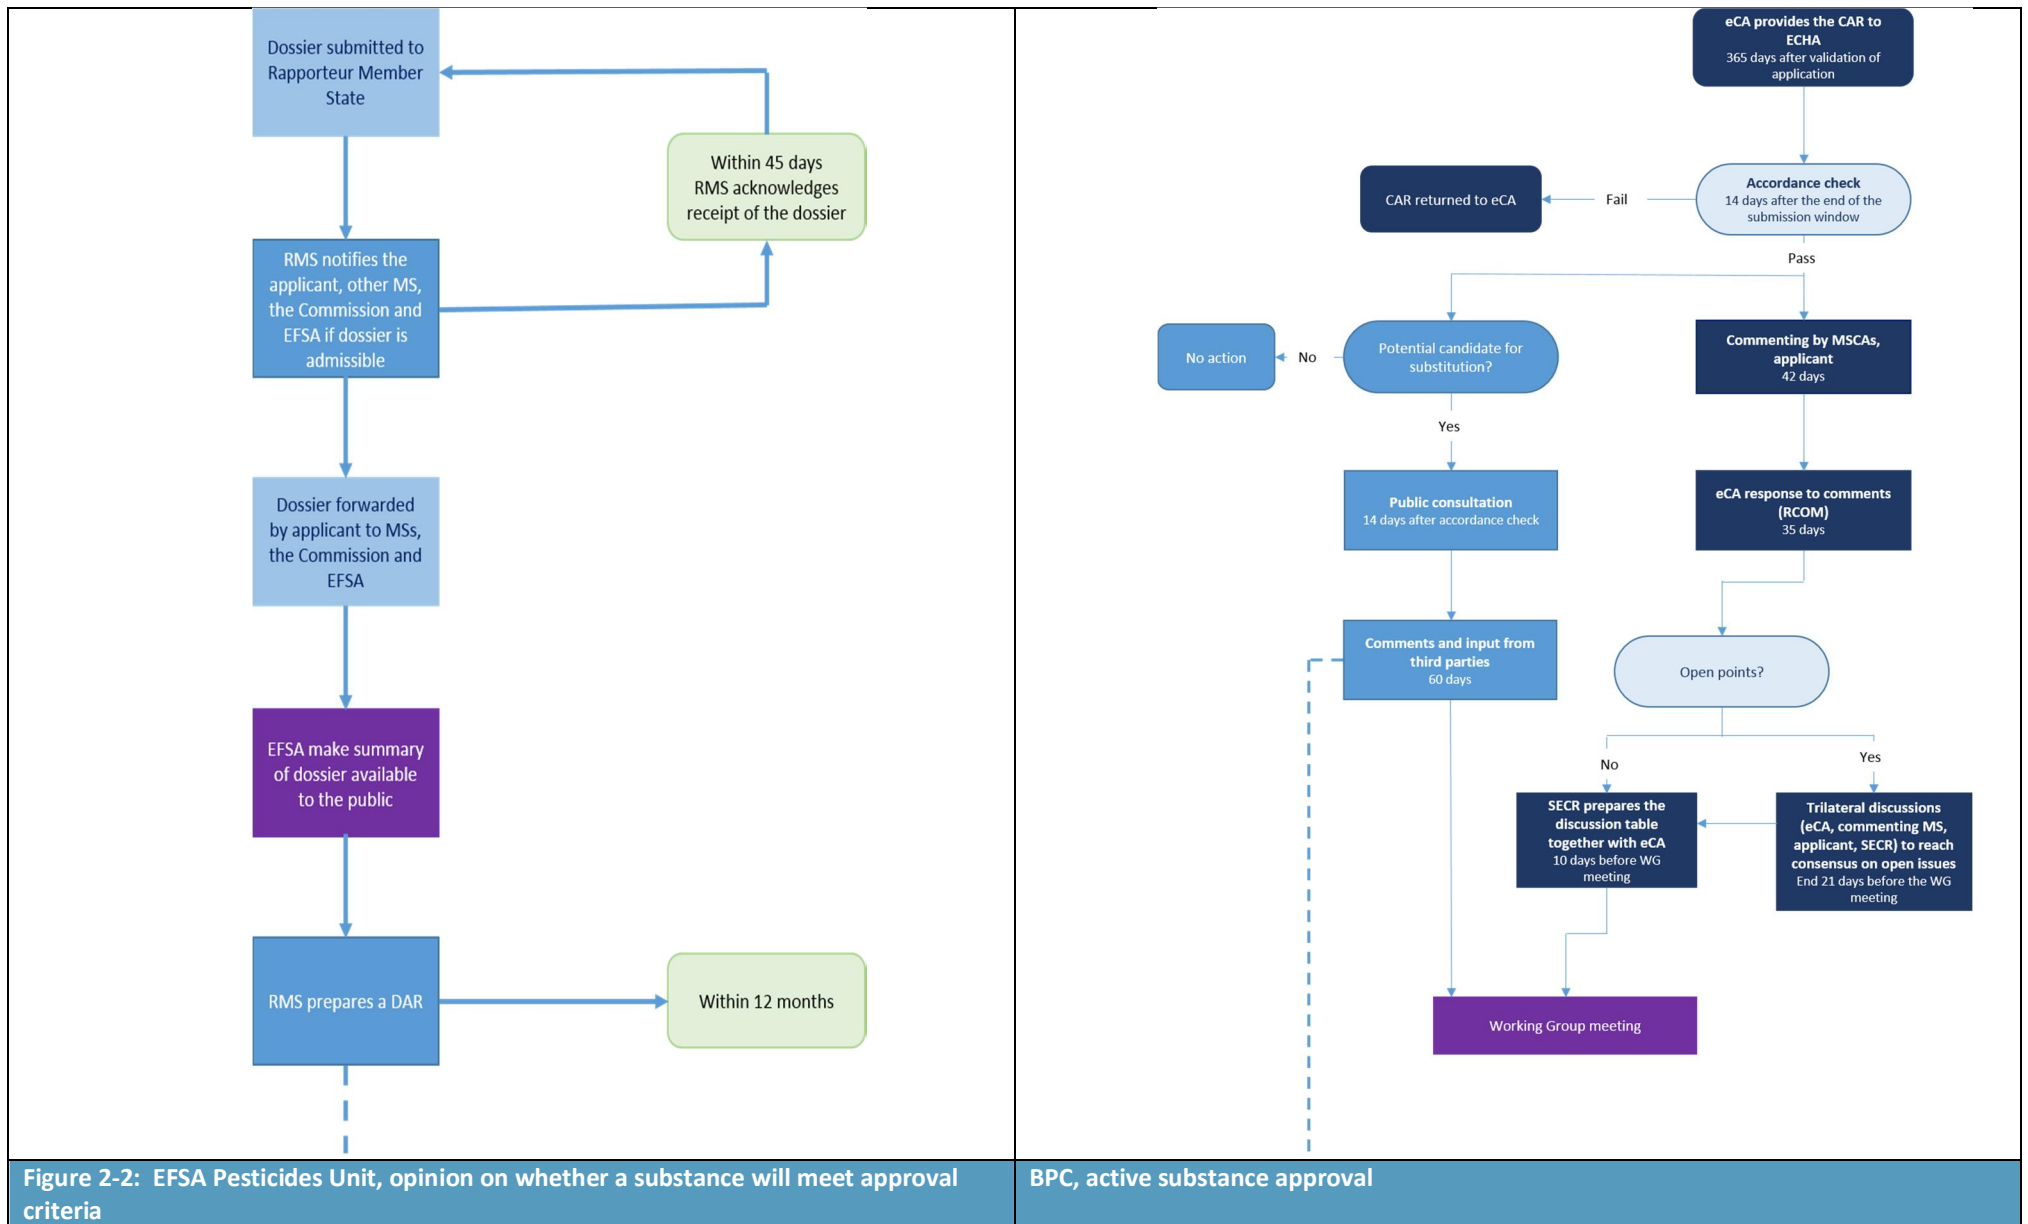 Dossier submitted to
Rapporteur Member
State
Within 45 days
RMS acknowledges
receipt of the dossier
RMS notifies the
applicant, other MS,
the Commission and
EFSA if dossier is
admissible
Dossier forwarded
by applicant to MSs,
the Commission and
EFSA
EFSA make summary
of dossier available
to the public
RMS prepares a DAR
Within 12 months
eCA provides the CAR to
ECHA
365 days after validation of
application
Accordance check
14 days after the end of the
submission window
Fail
CAR returned to eCA
Pass
Potential candidate for
substitution?
No
No action
Commenting by MSCAs,
applicant
42 days
Yes
Public consultation
14 days after accordance check
eCA response to comments
(RCOM)
35 days
Comments and input from
third parties
60 days
Open points?
No
Yes
SECR prepares the
discussion table
together with eCA
10 days before WG
meeting
Trilateral discussions
(eCA, commenting MS,
applicant, SECR) to reach
consensus on open issues
End 21 days before the WG
meeting
Working Group meeting
Figure 2-2: EFSA Pesticides Unit, opinion on whether a substance will meet approval
criteria
BPC, active substance approval